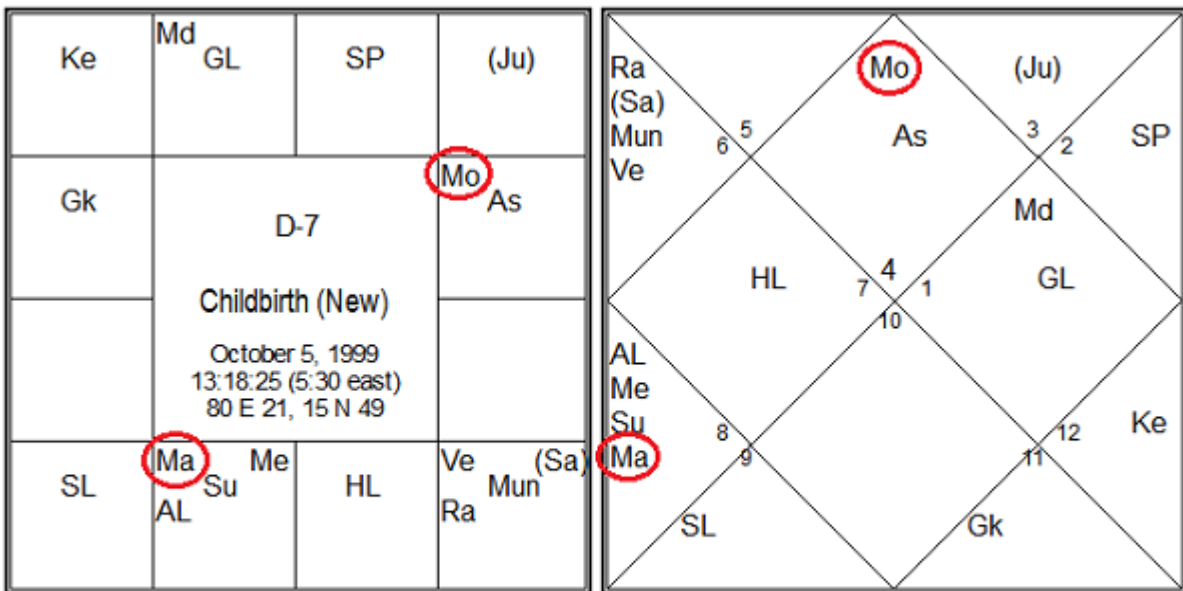 Ke
Md
GL
SP
(Ju)
Gk
Mo
As
D-7
Childbirth (New)
October 5, 1999
13:18:25 (5:30 east)
80 E 21, 15 N 49
SL
Ma Me
Su
AL
HL
Ve (Sa)
Mun
Ra
Ra
(Sa)
Mun
Ve
Mo
As
(Ju)
SP
5
6
3
2
Md
GL
HL
7
4
1
10
AL
Me
Su
Ma
8
9
12
11
Ke
SL
Gk